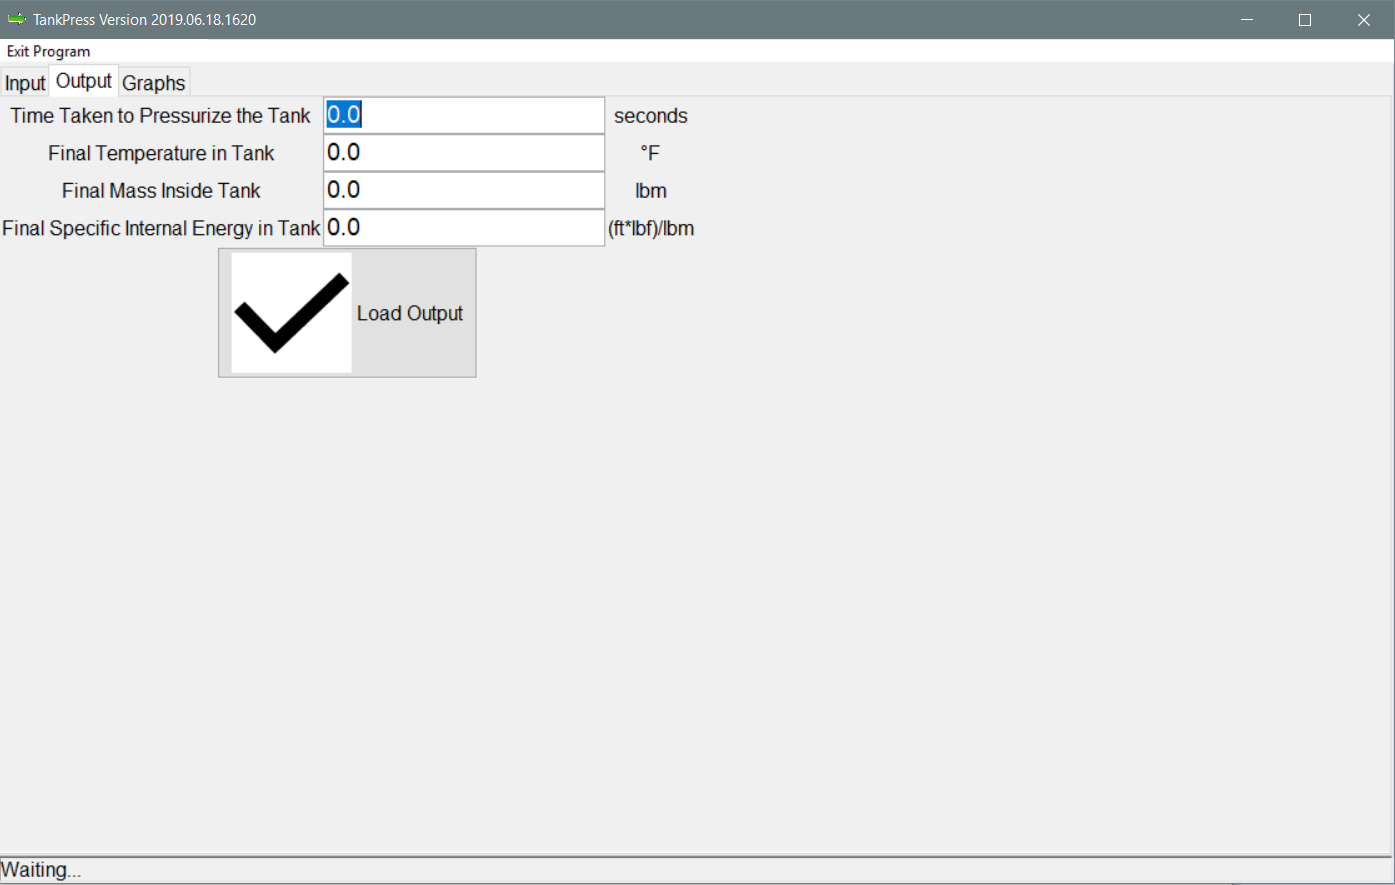 TankPress Version 2019.06.18.1620
Exit Program
Input Output Graphs
Time Taken to Pressurize the Tank 0.0 seconds
Final Temperature in Tank 0.0 °F
Final Mass Inside Tank 0.0 lbm
Final Specific Internal Energy in Tank 0.0 (ft*lbf)/lbm
Load Output
Waiting...